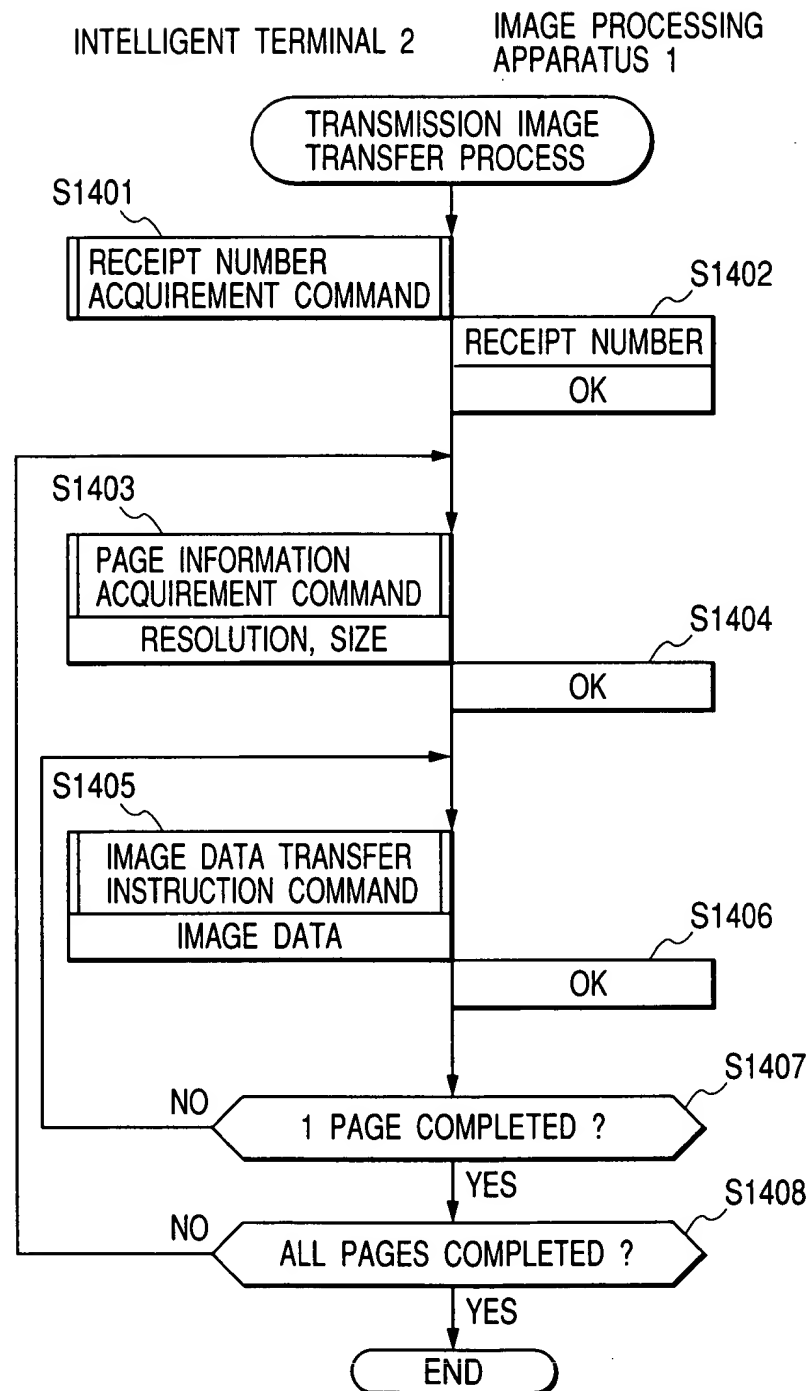 INTELLIGENT TERMINAL 2
IMAGE PROCESSING
APPARATUS 1
TRANSMISSION IMAGE
TRANSFER PROCESS
S1401
RECEIPT NUMBER
ACQUIREMENT COMMAND
S1402
RECEIPT NUMBER
OK
S1403
PAGE INFORMATION
ACQUIREMENT COMMAND
RESOLUTION, SIZE
S1404
OK
S1405
IMAGE DATA TRANSFER
INSTRUCTION COMMAND
IMAGE DATA
S1406
OK
S1407
NO
1 PAGE COMPLETED ?
YES
S1408
NO
ALL PAGES COMPLETED ?
YES
END